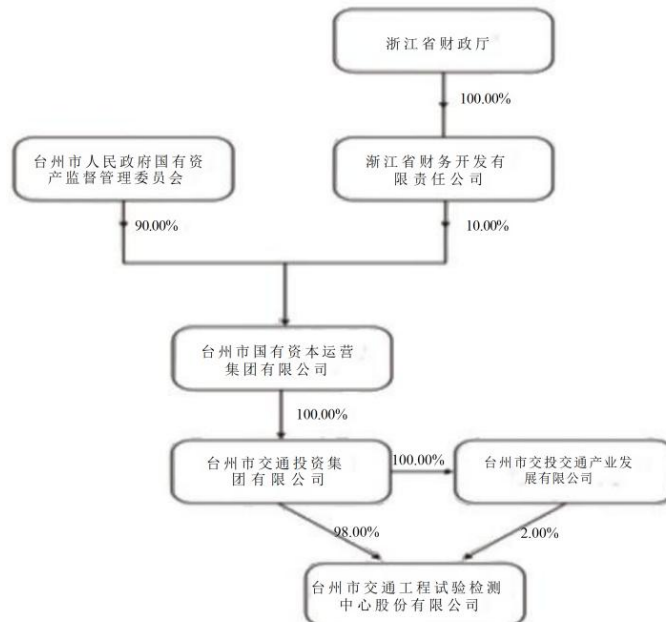 浙江省财政厅
100.00%
台州市人民政府国有资
产监督管理委员会
浙江省财务开发有
限责任公司
90.00%
10.00%
台州市国有资本运营
集团有限公司
100.00%
台州市交通投资集
团有限公司
100.00%
台州市交投交通产业发
展有限公司
98.00%
2.00%
台州市交通工程试验检测
中心股份有限公司